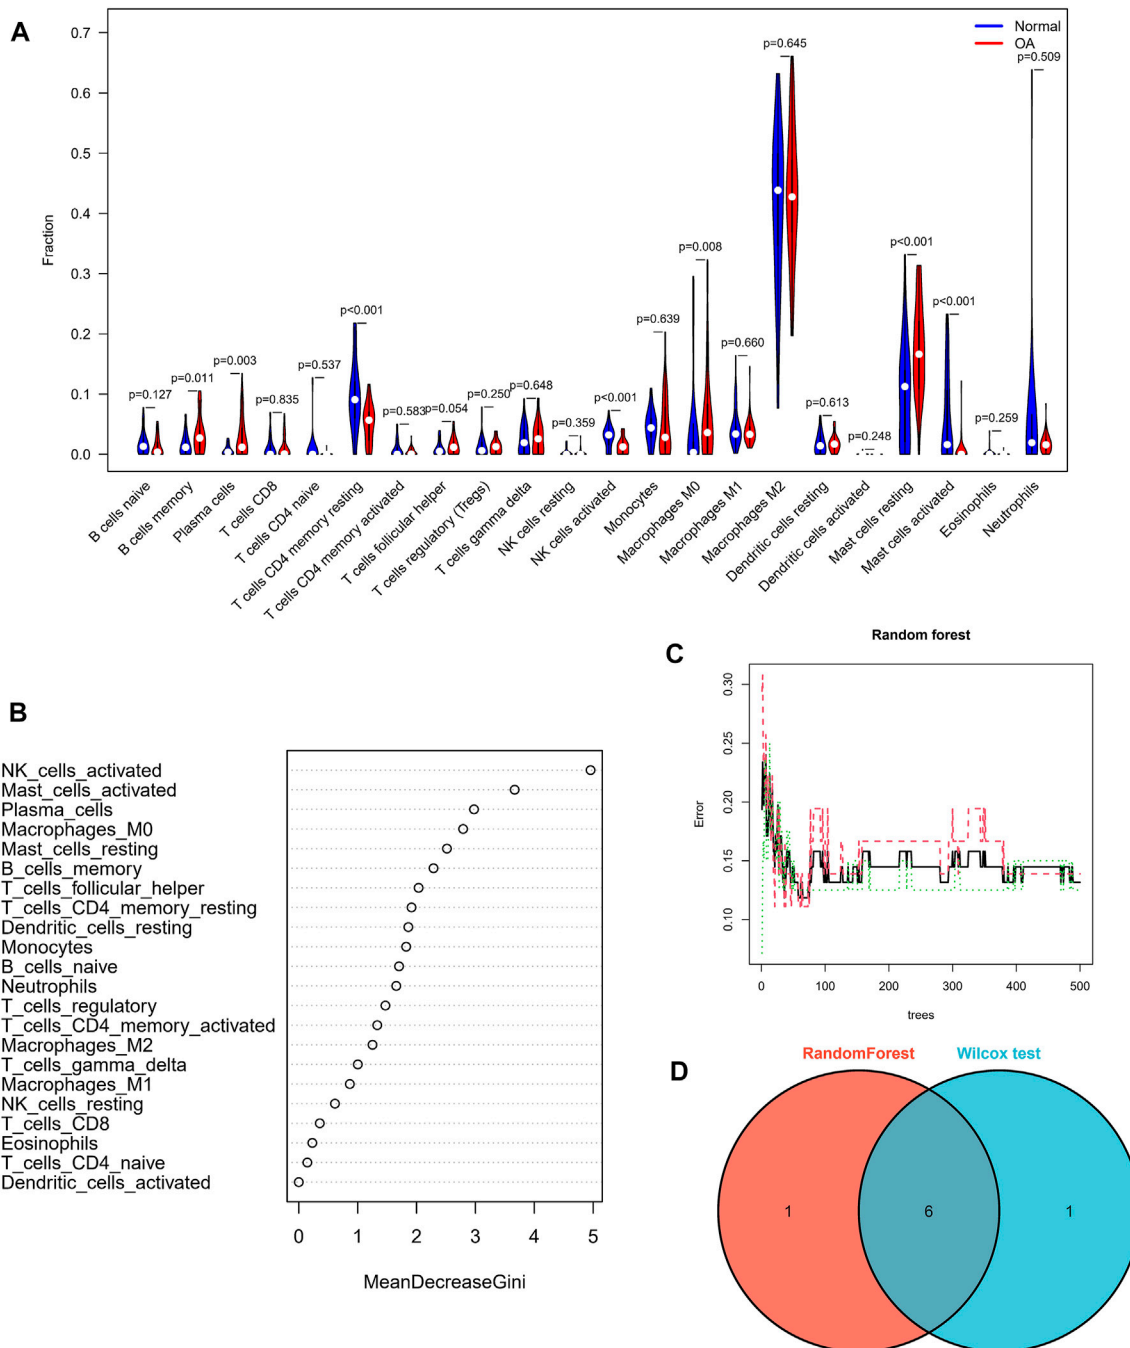 A
Normal
OA
Fraction
0.7
0.6
0.5
0.4
0.3
0.2
0.1
0.0
p=0.127
p=0.011
p=0.003
p=0.835
p=0.537
p<0.001
p=0.583
p=0.054
p=0.250
p=0.648
p=0.359
p<0.001
p=0.639
p=0.008
p=0.660
p=0.645
p=0.613
p=0.248
p<0.001
p<0.001
p=0.259
p=0.509
B cells naive
B cells memory
Plasma cells
T cells CD8
T cells CD4 naive
T cells CD4 memory resting
T cells CD4 memory activated
T cells follicular helper
T cells regulatory (Tregs)
T cells gamma delta
NK cells resting
NK cells activated
Monocytes
Macrophages M0
Macrophages M1
Macrophages M2
Dendritic cells resting
Dendritic cells activated
Mast cells resting
Mast cells activated
Eosinophils
Neutrophils
B
NK_cells_activated
Mast_cells_activated
Plasma_cells
Macrophages_M0
Mast_cells_resting
B_cells_memory
T_cells_follicular_helper
T_cells_CD4_memory_resting
Dendritic_cells_resting
Monocytes
B_cells_naive
Neutrophils
T_cells_regulatory
T_cells_CD4_memory_activated
Macrophages_M2
T_cells_gamma_delta
Macrophages_M1
NK_cells_resting
T_cells_CD8
Eosinophils
T_cells_CD4_naive
Dendritic_cells_activated
0 1 2 3 4 5
MeanDecreaseGini
C
Random forest
Error
0.30
0.25
0.20
0.15
0.10
0 100 200 300 400 500
trees
D
RandomForest
Wilcox test
1
6
1